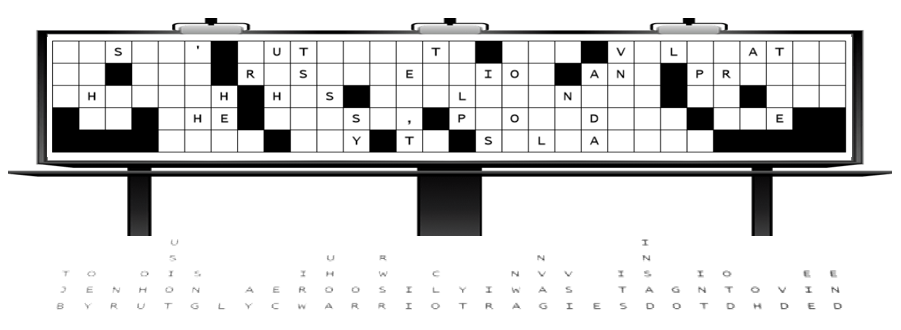 S ' U T T V L A T
R S E I O A N P R
H H H S L N
H E S , P O D E
Y T S L A
U I
S U R N N
T O D I S I H W C N V V I S I O E E
J E N H O N A E R O O S I L Y I W A S T A G N T O V I N
B Y R U T G L Y C W A R R I O T R A G I E S D O T D H D E D